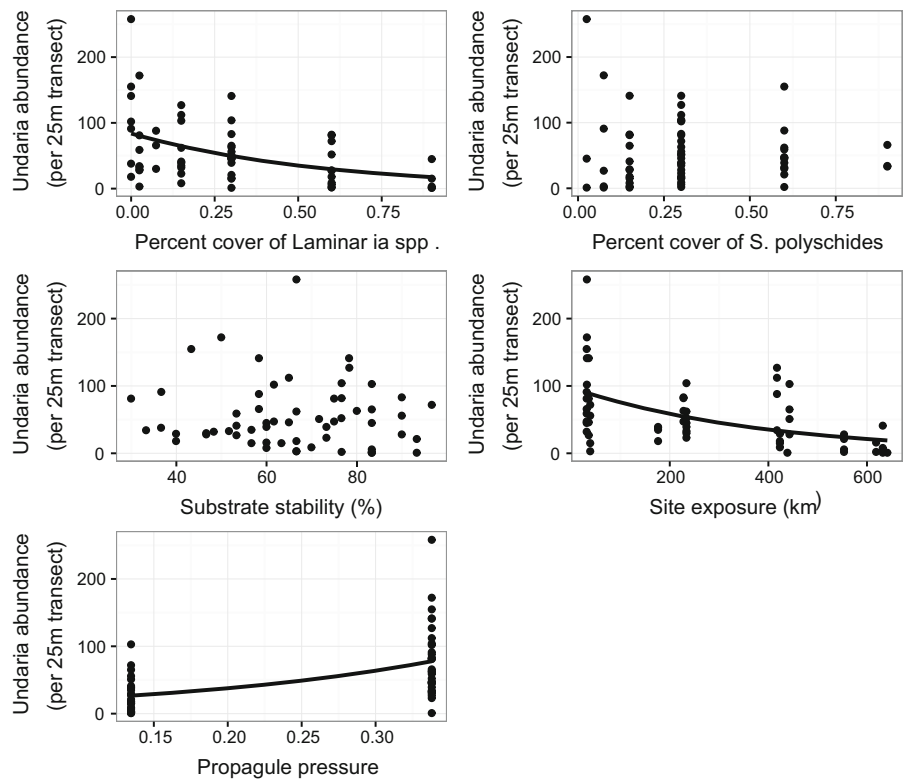 Undaria abundance
(per 25m transect)
200
100
0
0.00 0.25 0.50 0.75
Percent cover of Laminar ia spp .
Undaria abundance
(per 25m transect)
200
100
0
0.00 0.25 0.50 0.75
Percent cover of S. polyschides
Undaria abundance
(per 25m transect)
200
100
0
40 60 80
Substrate stability (%)
Undaria abundance
(per 25m transect)
200
100
0
200 400 600
Site exposure (km)
Undaria abundance
(per 25m transect)
200
100
0
0.15 0.20 0.25 0.30
Propagule pressure